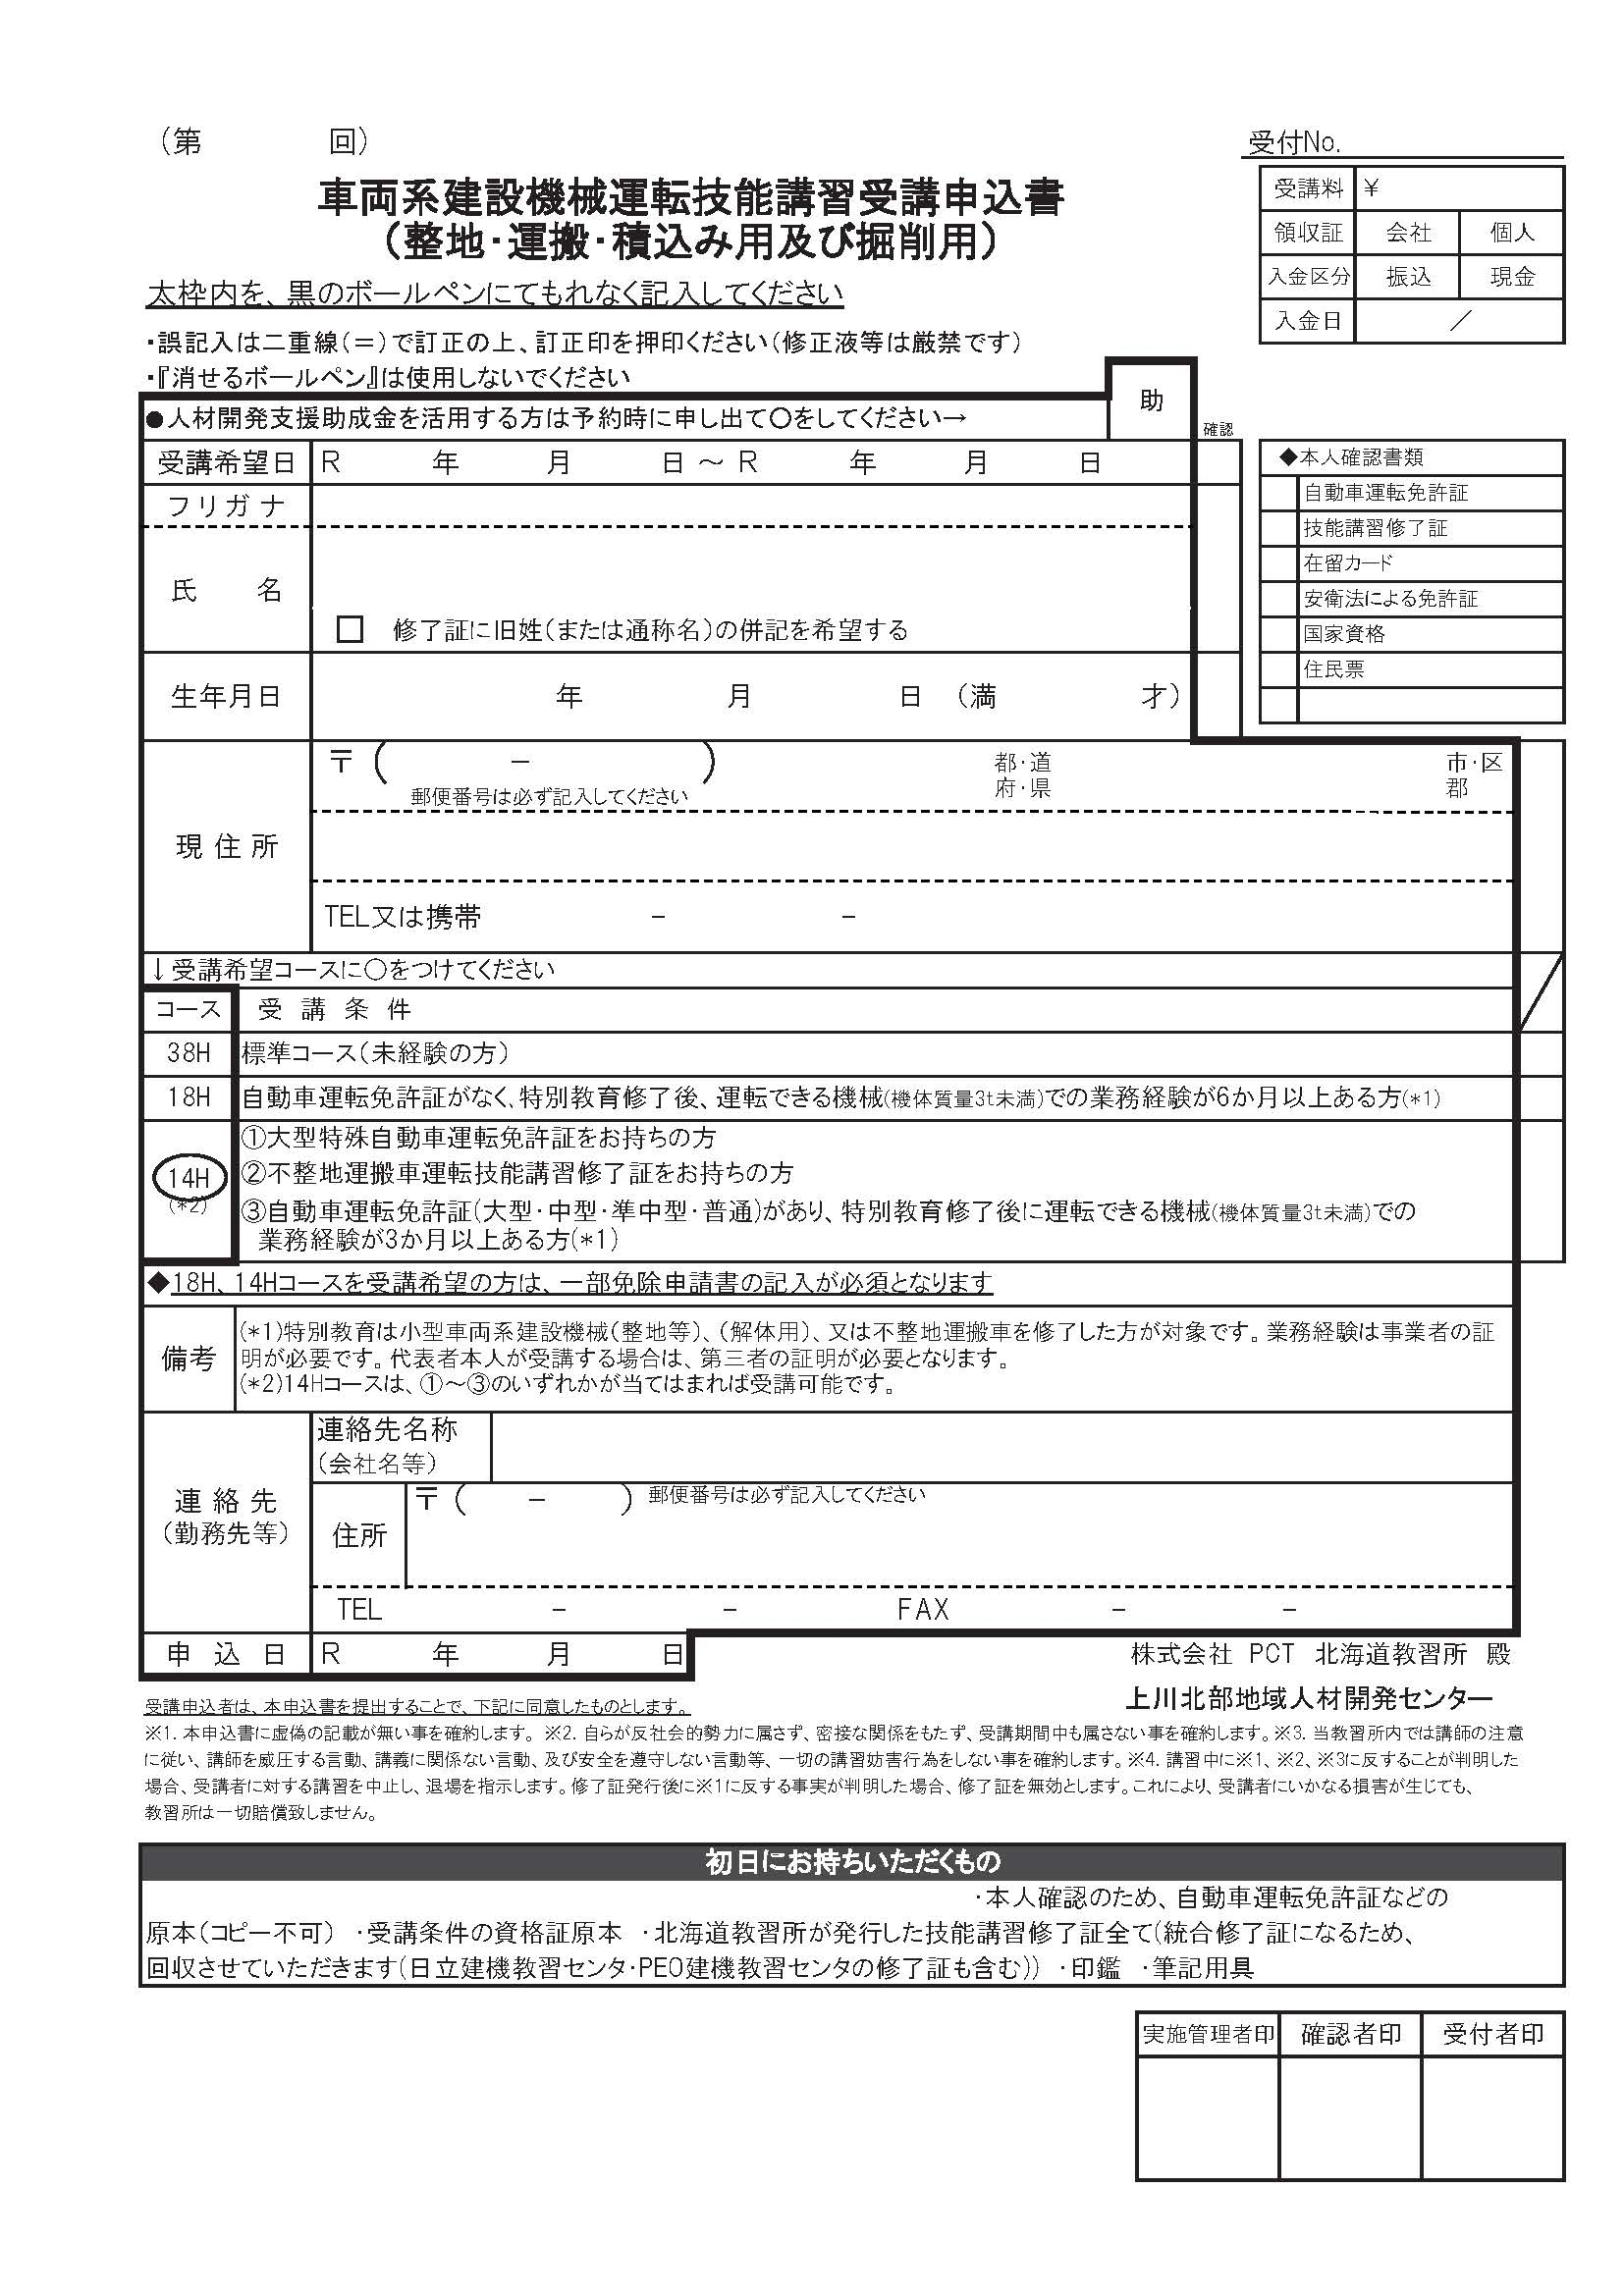 （第　　　　回）
受付No.
車両系建設機械運転技能講習受講申込書
（整地・運搬・積込み用及び掘削用）
受講料 ￥
領収証 会社 個人
入金区分 振込 現金
入金日 ／
太枠内を、黒のボールペンにてもれなく記入してください
・誤記入は二重線（＝）で訂正の上、訂正印を押印ください（修正液等は厳禁です）
・『消せるボールペン』は使用しないでください
●人材開発支援助成金を活用する方は予約時に申し出て〇をしてください→
助
確認
受講希望日 R 年 月 日 ～ R 年 月 日
フリガナ
氏　　名
□ 修了証に旧姓（または通称名）の併記を希望する
生年月日 年 月 日 （満 才）
◆本人確認書類
自動車運転免許証
技能講習修了証
在留カード
安衛法による免許証
国家資格
住民票
現 住 所
〒（ － ） 都・道 市・区
府・県 郡
郵便番号は必ず記入してください
TEL又は携帯 － －
↓受講希望コースに〇をつけてください
コース 受　講　条　件
38H 標準コース（未経験の方）
18H 自動車運転免許証がなく、特別教育修了後、運転できる機械(機体質量3t未満)での業務経験が6か月以上ある方(*1)
14H
(*2)
①大型特殊自動車運転免許証をお持ちの方
②不整地運搬車運転技能講習修了証をお持ちの方
③自動車運転免許証(大型・中型・準中型・普通)があり、特別教育修了後に運転できる機械(機体質量3t未満)での
業務経験が3か月以上ある方(*1)
◆18H、14Hコースを受講希望の方は、一部免除申請書の記入が必須となります
備考
(*1)特別教育は小型車両系建設機械（整地等）、（解体用）、又は不整地運搬車を修了した方が対象です。業務経験は事業者の証
明が必要です。代表者本人が受講する場合は、第三者の証明が必要となります。
(*2)14Hコースは、①～③のいずれかが当てはまれば受講可能です。
連 絡 先
（勤務先等）
連絡先名称
（会社名等）
住所
〒（ － ） 郵便番号は必ず記入してください
TEL － － FAX － －
申　込　日 R 年 月 日
株式会社 PCT 北海道教習所 殿
上川北部地域人材開発センター
受講申込者は、本申込書を提出することで、下記に同意したものとします。
※1. 本申込書に虚偽の記載が無い事を確約します。 ※2. 自らが反社会的勢力に属さず、密接な関係をもたず、受講期間中も属さない事を確約します。※3. 当教習所内では講師の注意
に従い、講師を威圧する言動、講義に関係ない言動、及び安全を遵守しない言動等、一切の講習妨害行為をしない事を確約します。※4. 講習中に※1、※2、※3に反することが判明した
場合、受講者に対する講習を中止し、退場を指示します。修了証発行後に※1に反する事実が判明した場合、修了証を無効とします。これにより、受講者にいかなる損害が生じても、
教習所は一切賠償致しません。
初日にお持ちいただくもの
・本人確認のため、自動車運転免許証などの
原本（コピー不可） ・受講条件の資格証原本 ・北海道教習所が発行した技能講習修了証全て(統合修了証になるため、
回収させていただきます(日立建機教習センタ・PEO建機教習センタの修了証も含む)) ・印鑑 ・筆記用具
実施管理者印 確認者印 受付者印